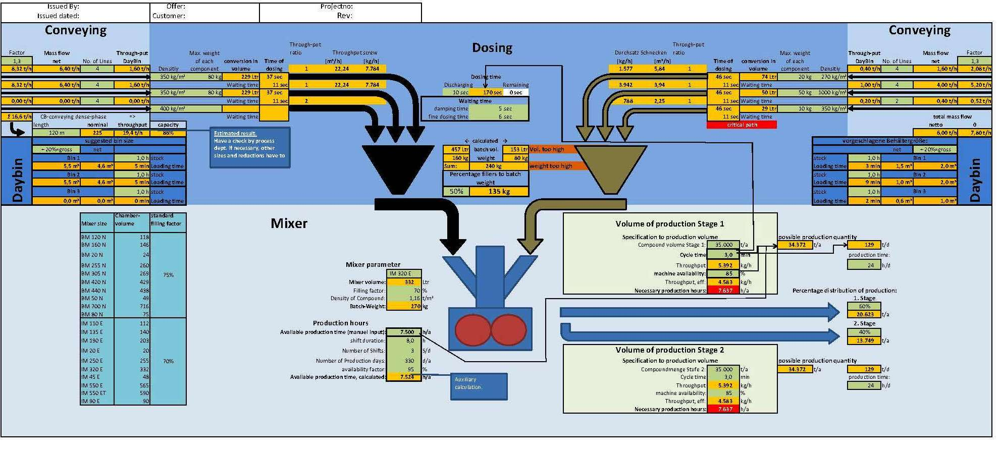 Issued By: Offer: Projectno:
Issued dated: Customer: Rev:
Conveying Conveying
Dosing
Through-put Through-put
Factor Mass flow Through-put Max. weight ratio Throughput screw Durchsatz Schnecken ratio Max. weight Through-put Mass flow Factor
1,3 net No. of Lines DayBin Densitiy of each component conversion in volume Time of dosing [m³/h] [kg/h] [kg/h] [m³/h] Time of dosing conversion in volume of each component Densitiy DayBin No. of Lines net 1,3
8,32 t/h 6,40 t/h 4 1,60 t/h 1 22,24 7.784 1.577 5,84 1 0,40 t/h 4 1,60 t/h 2,08 t/h
350 kg/m³ 80 kg 229 Ltr 37 sec Dosing time 46 sec 74 Ltr 20 kg 270 kg/m³
8,32 t/h 6,40 t/h 4 1,60 t/h Waiting time 11 sec 1 22,24 7.784 Discharging Remaining 3.942 3,94 1 11 sec Waiting time 1,00 t/h 4 4,00 t/h 5,20 t/h
350 kg/m³ 80 kg 229 Ltr 37 sec 10 sec 170 sec 0 sec 46 sec 50 Ltr 50 kg 1000 kg/m³
0,00 t/h 0,00 t/h 4 0,00 t/h Waiting time 11 sec 2 Waiting time 788 2,25 1 11 sec Waiting time 0,20 t/h 2 0,40 t/h 0,52 t/h
400 kg/m³ damping time 5 sec 46 sec 29 Ltr 10 kg 350 kg/m³
Σ 16,6 t/h CB-conveying dense-phase => Waiting time fine dosing time 6 sec 11 sec Waiting time total mass flow
length nominal throughput capacity critical path netto 0
120 m 225 19,4 t/h 86% 6,00 t/h 7,80 t/h
Estimated result.
Have a check by process
dept. If necessary, other
sizes and reductions have to
Daybin
suggested bin size
+20%=gross net
Bin 1 1,0 h stock
5,5 m³ 4,6 m³ 5 min Loading time
Bin 2 1,0 h stock
5,5 m³ 4,6 m³ 5 min Loading time
Bin 3 1,0 h stock
0,0 m³ 0,0 m³ 0 min Loading time
← calculated →
457 Ltr batch vol. 153 Ltr Vol. too high
160 kg weight 80 kg
Sum: 240 kg weight too high
Percentage fillers to batch
weight
50% 135 kg
vorgeschlagene Behältergröße:
net +20%=gross
stock 1,0 h Bin 1
Loading time 3 min 1,5 m³ 2,0 m³
stock 1,0 h Bin 2
Loading time 9 min 1,0 m³ 2,0 m³
stock 1,0 h Bin 3
Loading time 2 min 0,6 m³ 1,0 m³
Daybin
Mixer size Chamber-volume standard filling factor
BM 120 N 118
BM 160 N 146
BM 20 N 24
BM 255 N 260
BM 305 N 269 75%
BM 420 N 429
BM 440 N 438
BM 50 N 49
BM 700 N 716
BM 80 N 75
IM 110 E 112
IM 135 E 140
IM 190 E 203
IM 20 E 20
IM 250 E 255 70%
IM 320 E 332
IM 45 E 48
IM 550 E 565
IM 550 ET 590
IM 90 E 90
Mixer
Mixer parameter
IM 320 E
Mixer volume: 332 Ltr
Filling factor: 70 %
Density of Compound: 1,16 t/m³
Batch-Weight: 270 kg
Production hours
Available production time (manuel input): 7.500 h/a
shift duration: 8,0 h
Number of Shifts: 3 S/d
Number of Production days: 330 d/a
availability factor: 95 %
Available production time, calculated: 7.524 h/a
Auxiliary
calculation.
Volume of production Stage 1
Specification to production volume possible production quantity
Compound volume Stage 1: 35.000 t/a 34.372 t/a 129 t/d
Cycle time 3,0 min production time:
Throughput 5.392 kg/h 24 h/d
machine availability: 85 %
Throughput, eff: 4.583 kg/h
Necessary production hours: 7.637 h/a
Percentage distribution of production:
1. Stage
60%
20.623 t/a
2. Stage
40%
13.749 t/a
Volume of production Stage 2
Specification to production volume possible production quantity
Compoundmenge Stufe 2: 35.000 t/a 34.372 t/a 129 t/d
Cycle time 3,0 min production time:
Throughput 5.392 kg/h 24 h/d
machine availability: 85 %
Throughput, eff: 4.583 kg/h
Necessary production hours: 7.637 h/a